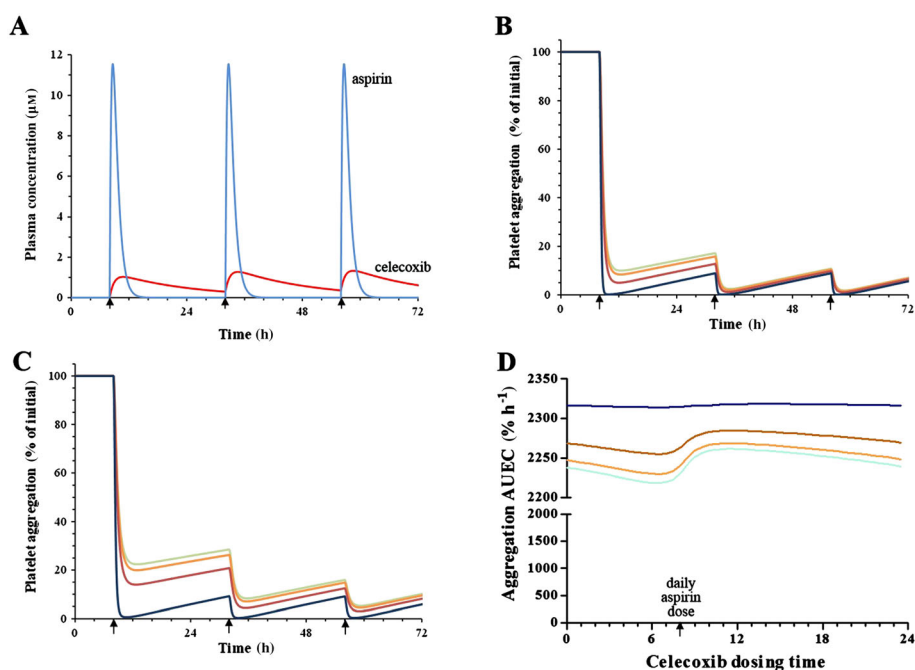 A
Plasma concentration (µM)
12
10
8
6
4
2
0
aspirin
celecoxib
0
24
48
72
Time (h)
B
Platelet aggregation (% of initial)
100
80
60
40
20
0
0
24
48
72
Time (h)
C
Platelet aggregation (% of initial)
100
80
60
40
20
0
0
24
48
72
Time (h)
D
Aggregation AUEC (% h-1)
2350
2300
2250
2200
2000
1500
1000
500
0
daily
aspirin
dose
0
6
12
18
24
Celecoxib dosing time